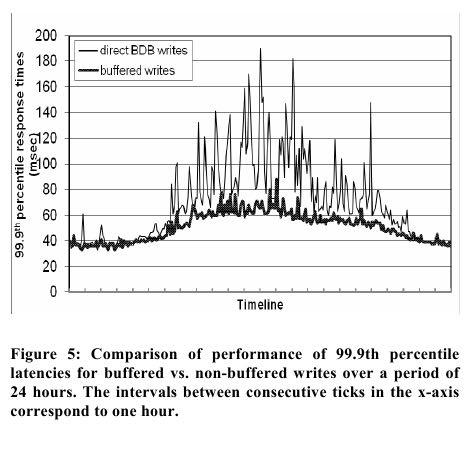 200
180
160
140
120
100
80
60
40
20
0
99.9th percentile response times
(msec)
direct BDB writes
buffered writes
Timeline
Figure 5: Comparison of performance of 99.9th percentile
latencies for buffered vs. non-buffered writes over a period of
24 hours. The intervals between consecutive ticks in the x-axis
correspond to one hour.